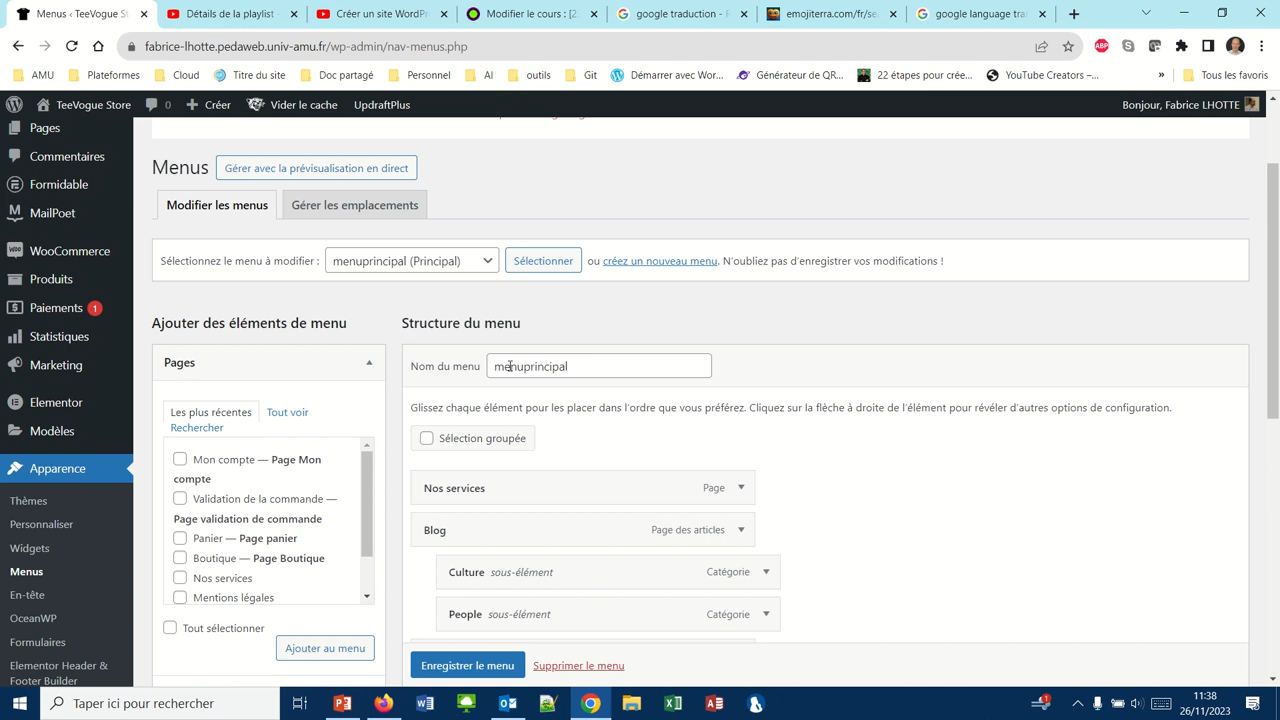 Menus ‹ TeeVogue Store
Détails de la playlist
Créer un site WordPr
Modifier le cours : [2
google traduction - R
emojiterra.com/fr/se
google language tra
fabrice-lhotte.pedaweb.univ-amu.fr/wp-admin/nav-menus.php
AMU
Plateformes
Cloud
Titre du site
Doc partagé
Personnel
AI
outils
Git
Démarrer avec Wor...
Générateur de QR...
22 étapes pour crée...
YouTube Creators –...
»
Tous les favoris
TeeVogue Store
0
Créer
Vider le cache
UpdraftPlus
Bonjour, Fabrice LHOTTE
Pages
Commentaires
Formidable
MailPoet
WooCommerce
Produits
Paiements 1
Statistiques
Marketing
Elementor
Modèles
Apparence
Thèmes
Personnaliser
Widgets
Menus
En-tête
OceanWP
Formulaires
Elementor Header &
Footer Builder
Menus
Gérer avec la prévisualisation en direct
Modifier les menus
Gérer les emplacements
Sélectionnez le menu à modifier :
menuprincipal (Principal)
Sélectionner
ou créez un nouveau menu. N'oubliez pas d'enregistrer vos modifications !
Ajouter des éléments de menu
Pages
Les plus récentes
Tout voir
Rechercher
Mon compte — Page Mon
compte
Validation de la commande —
Page validation de commande
Panier — Page panier
Boutique — Page Boutique
Nos services
Mentions légales
Tout sélectionner
Ajouter au menu
Structure du menu
Nom du menu
menuprincipal
Glissez chaque élément pour les placer dans l'ordre que vous préférez. Cliquez sur la flèche à droite de l'élément pour révéler d'autres options de configuration.
Sélection groupée
Nos services
Page
Blog
Page des articles
Culture sous-élément
Catégorie
People sous-élément
Catégorie
Enregistrer le menu
Supprimer le menu
Taper ici pour rechercher
11:38
26/11/2023